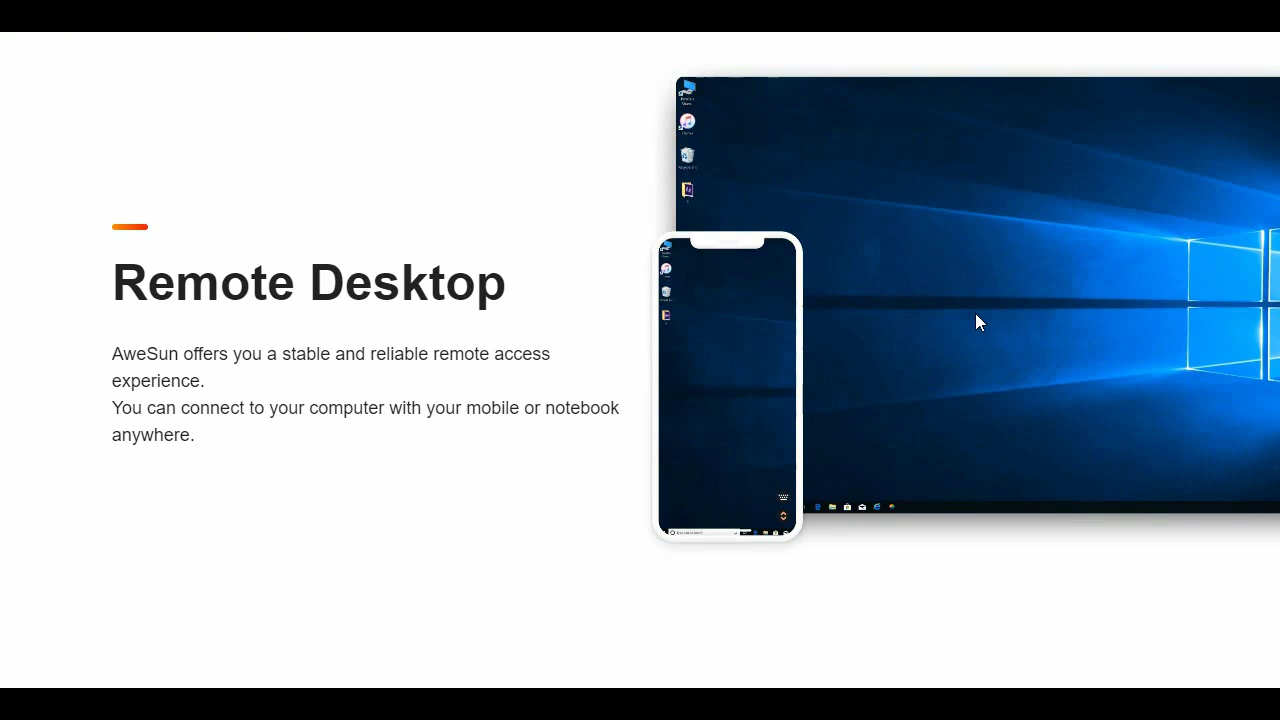 Remote Desktop
AweSun offers you a stable and reliable remote access
experience.
You can connect to your computer with your mobile or notebook
anywhere.